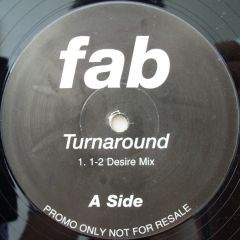 fab
Turnaround
1. 1-2 Desire Mix
A Side
PROMO ONLY NOT FOR RESALE